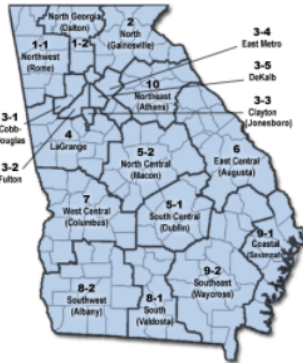 North Georgia
(Dalton)
1-2
2
North
(Gainesville)
1-1
Northwest
(Rome)
3-4
East Metro
3-5
DeKalb
10
Northeast
(Athens)
3-3
Clayton
(Jonesboro)
3-1
Cobb-
ouglas
3-2
Fulton
4
LaGrange
5-2
North Central
(Macon)
6
East Central
(Augusta)
7
West Central
(Columbus)
5-1
South Central
(Dublin)
9-1
Coastal
(Savannah)
9-2
Southeast
(Waycross)
8-2
Southwest
(Albany)
8-1
South
(Valdosta)